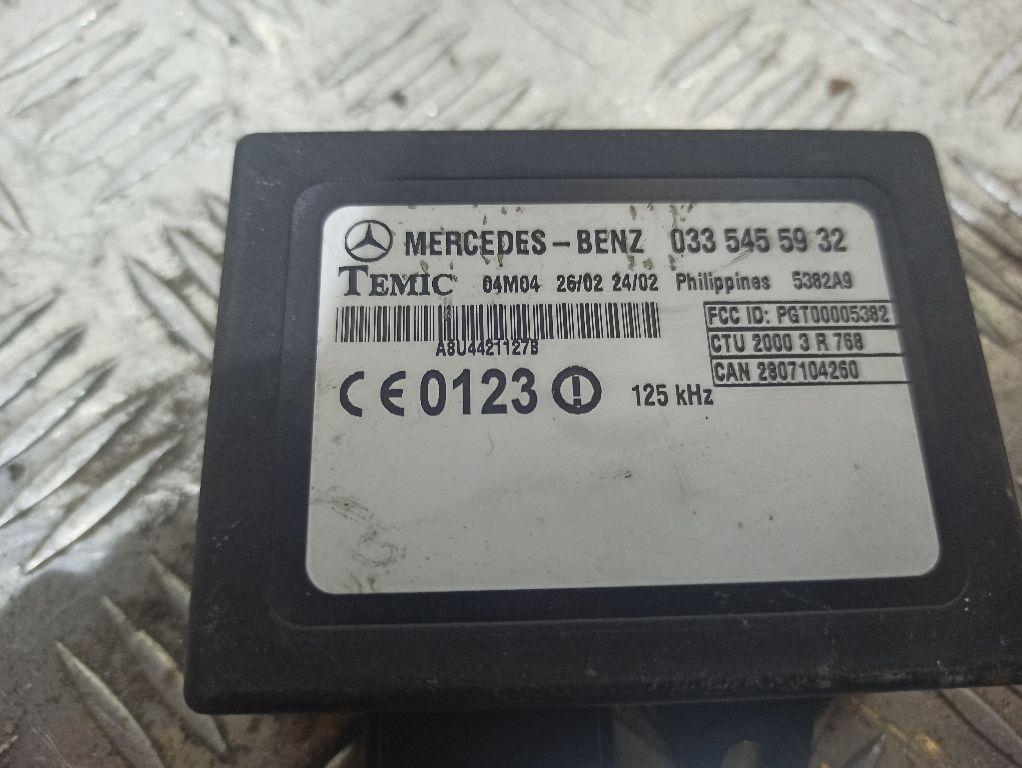 MERCEDES-BENZ 033 545 59 32
TEMIC 04M04 26/02 24/02 Philippines 5382A9
FCC ID: PGT00005382
A8U4421127B
CTU 2000 3 R 768
CAN 2807104260
CE 0123 125 kHz